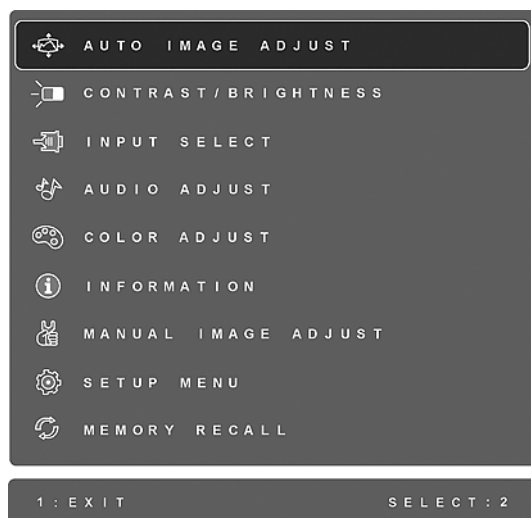 AUTO IMAGE ADJUST
CONTRAST/BRIGHTNESS
INPUT SELECT
AUDIO ADJUST
COLOR ADJUST
INFORMATION
MANUAL IMAGE ADJUST
SETUP MENU
MEMORY RECALL
1:EXIT SELECT:2